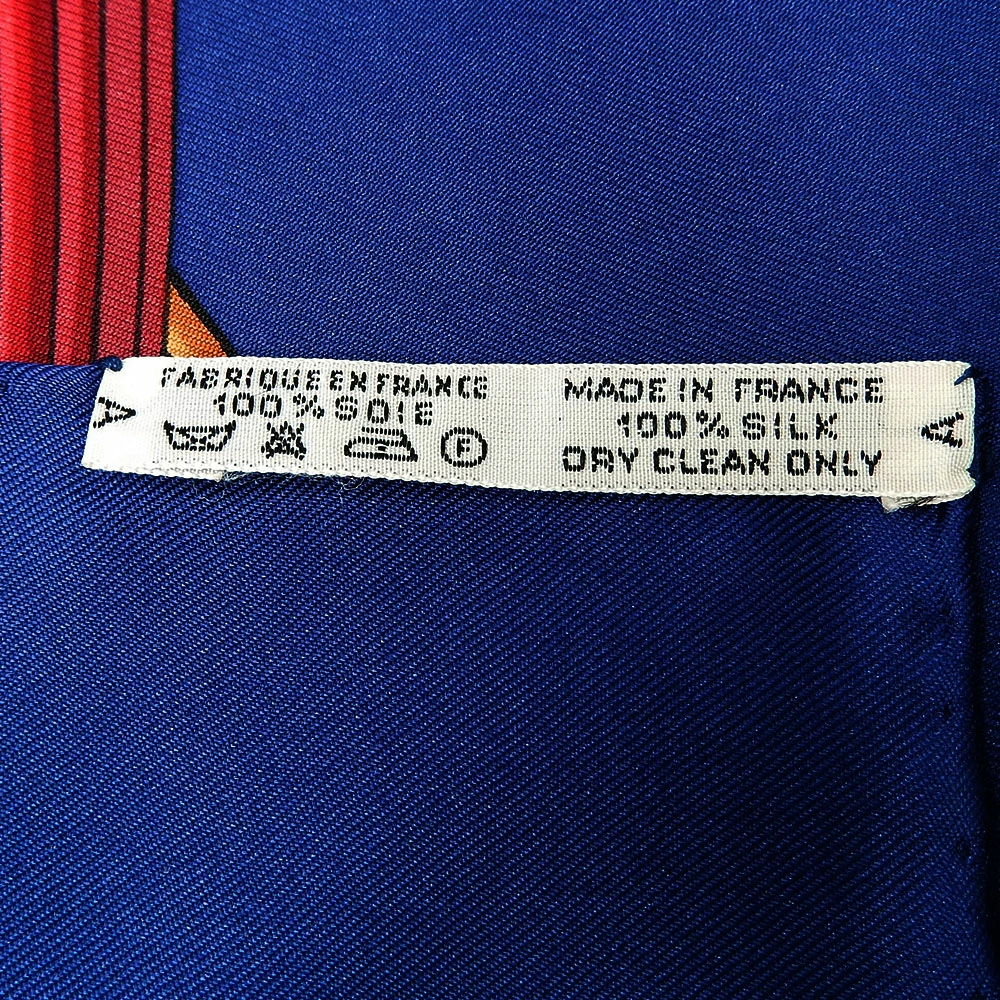 FABRIQUE EN FRANCE
100% SOIE
F
MADE IN FRANCE
100% SILK
DRY CLEAN ONLY
A
A